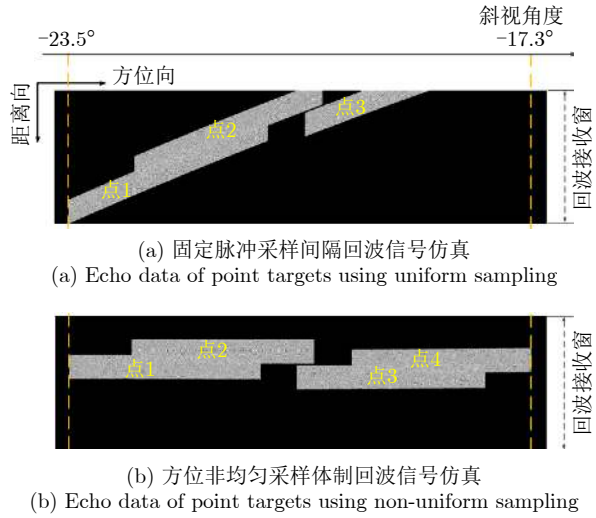 斜视角度
−23.5°
−17.3°
方位向
距离向
点1
点2
点3
回波接收窗
(a) 固定脉冲采样间隔回波信号仿真
(a) Echo data of point targets using uniform sampling
点1
点2
点3
点4
回波接收窗
(b) 方位非均匀采样体制回波信号仿真
(b) Echo data of point targets using non-uniform sampling